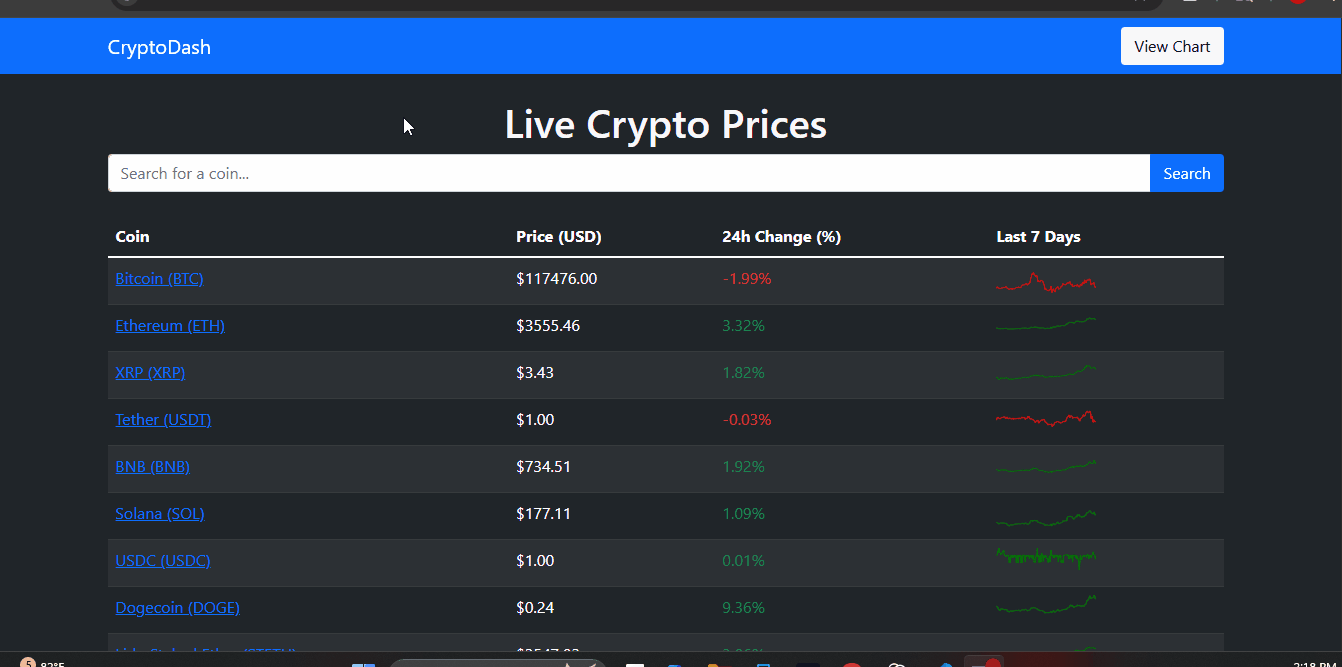 CryptoDash View Chart
Live Crypto Prices
Search for a coin... Search
Coin Price (USD) 24h Change (%) Last 7 Days
Bitcoin (BTC) $117476.00 -1.99%
Ethereum (ETH) $3555.46 3.32%
XRP (XRP) $3.43 1.82%
Tether (USDT) $1.00 -0.03%
BNB (BNB) $734.51 1.92%
Solana (SOL) $177.11 1.09%
USDC (USDC) $1.00 0.01%
Dogecoin (DOGE) $0.24 9.36%
5 82°F 2:18 PM